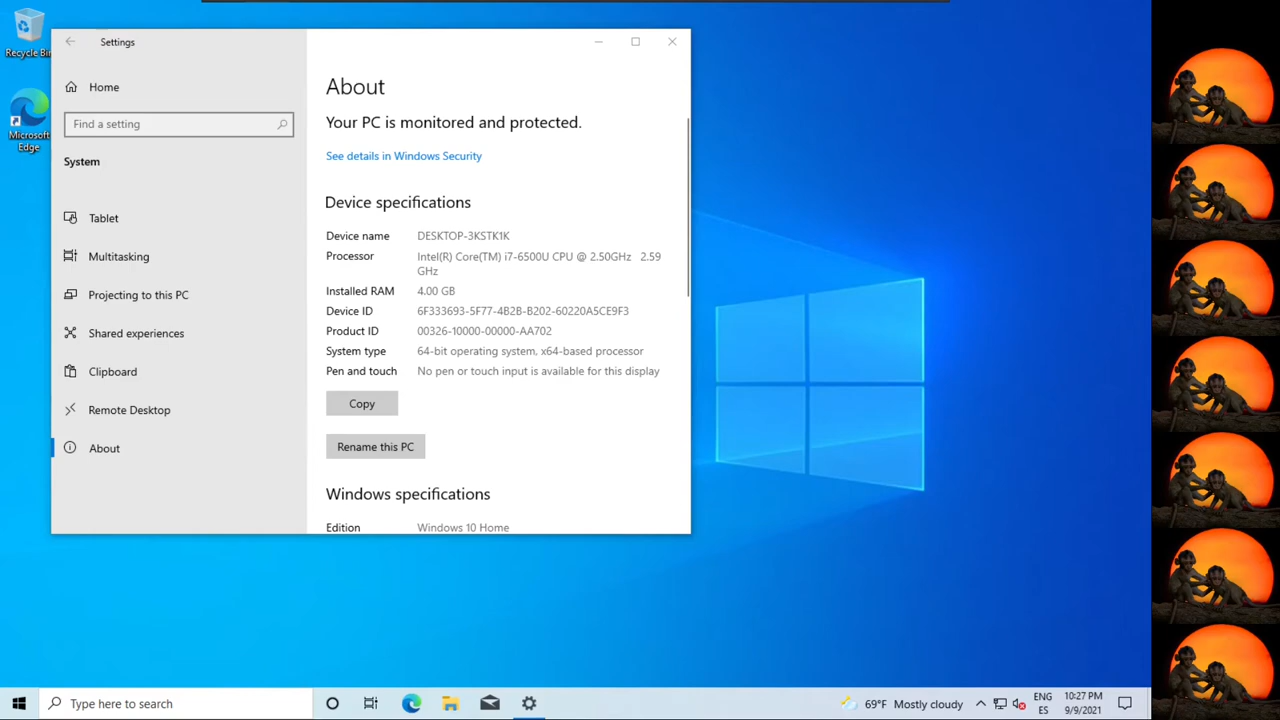 Recycle Bin
Microsoft
Edge
Settings
Home
Find a setting
System
Tablet
Multitasking
Projecting to this PC
Shared experiences
Clipboard
Remote Desktop
About
About
Your PC is monitored and protected.
See details in Windows Security
Device specifications
Device name DESKTOP-3KSTK1K
Processor Intel(R) Core(TM) i7-6500U CPU @ 2.50GHz 2.59
GHz
Installed RAM 4.00 GB
Device ID 6F333693-5F77-4B2B-B202-60220A5CE9F3
Product ID 00326-10000-00000-AA702
System type 64-bit operating system, x64-based processor
Pen and touch No pen or touch input is available for this display
Copy
Rename this PC
Windows specifications
Edition Windows 10 Home
Type here to search
69°F Mostly cloudy
ENG
ES
10:27 PM
9/9/2021